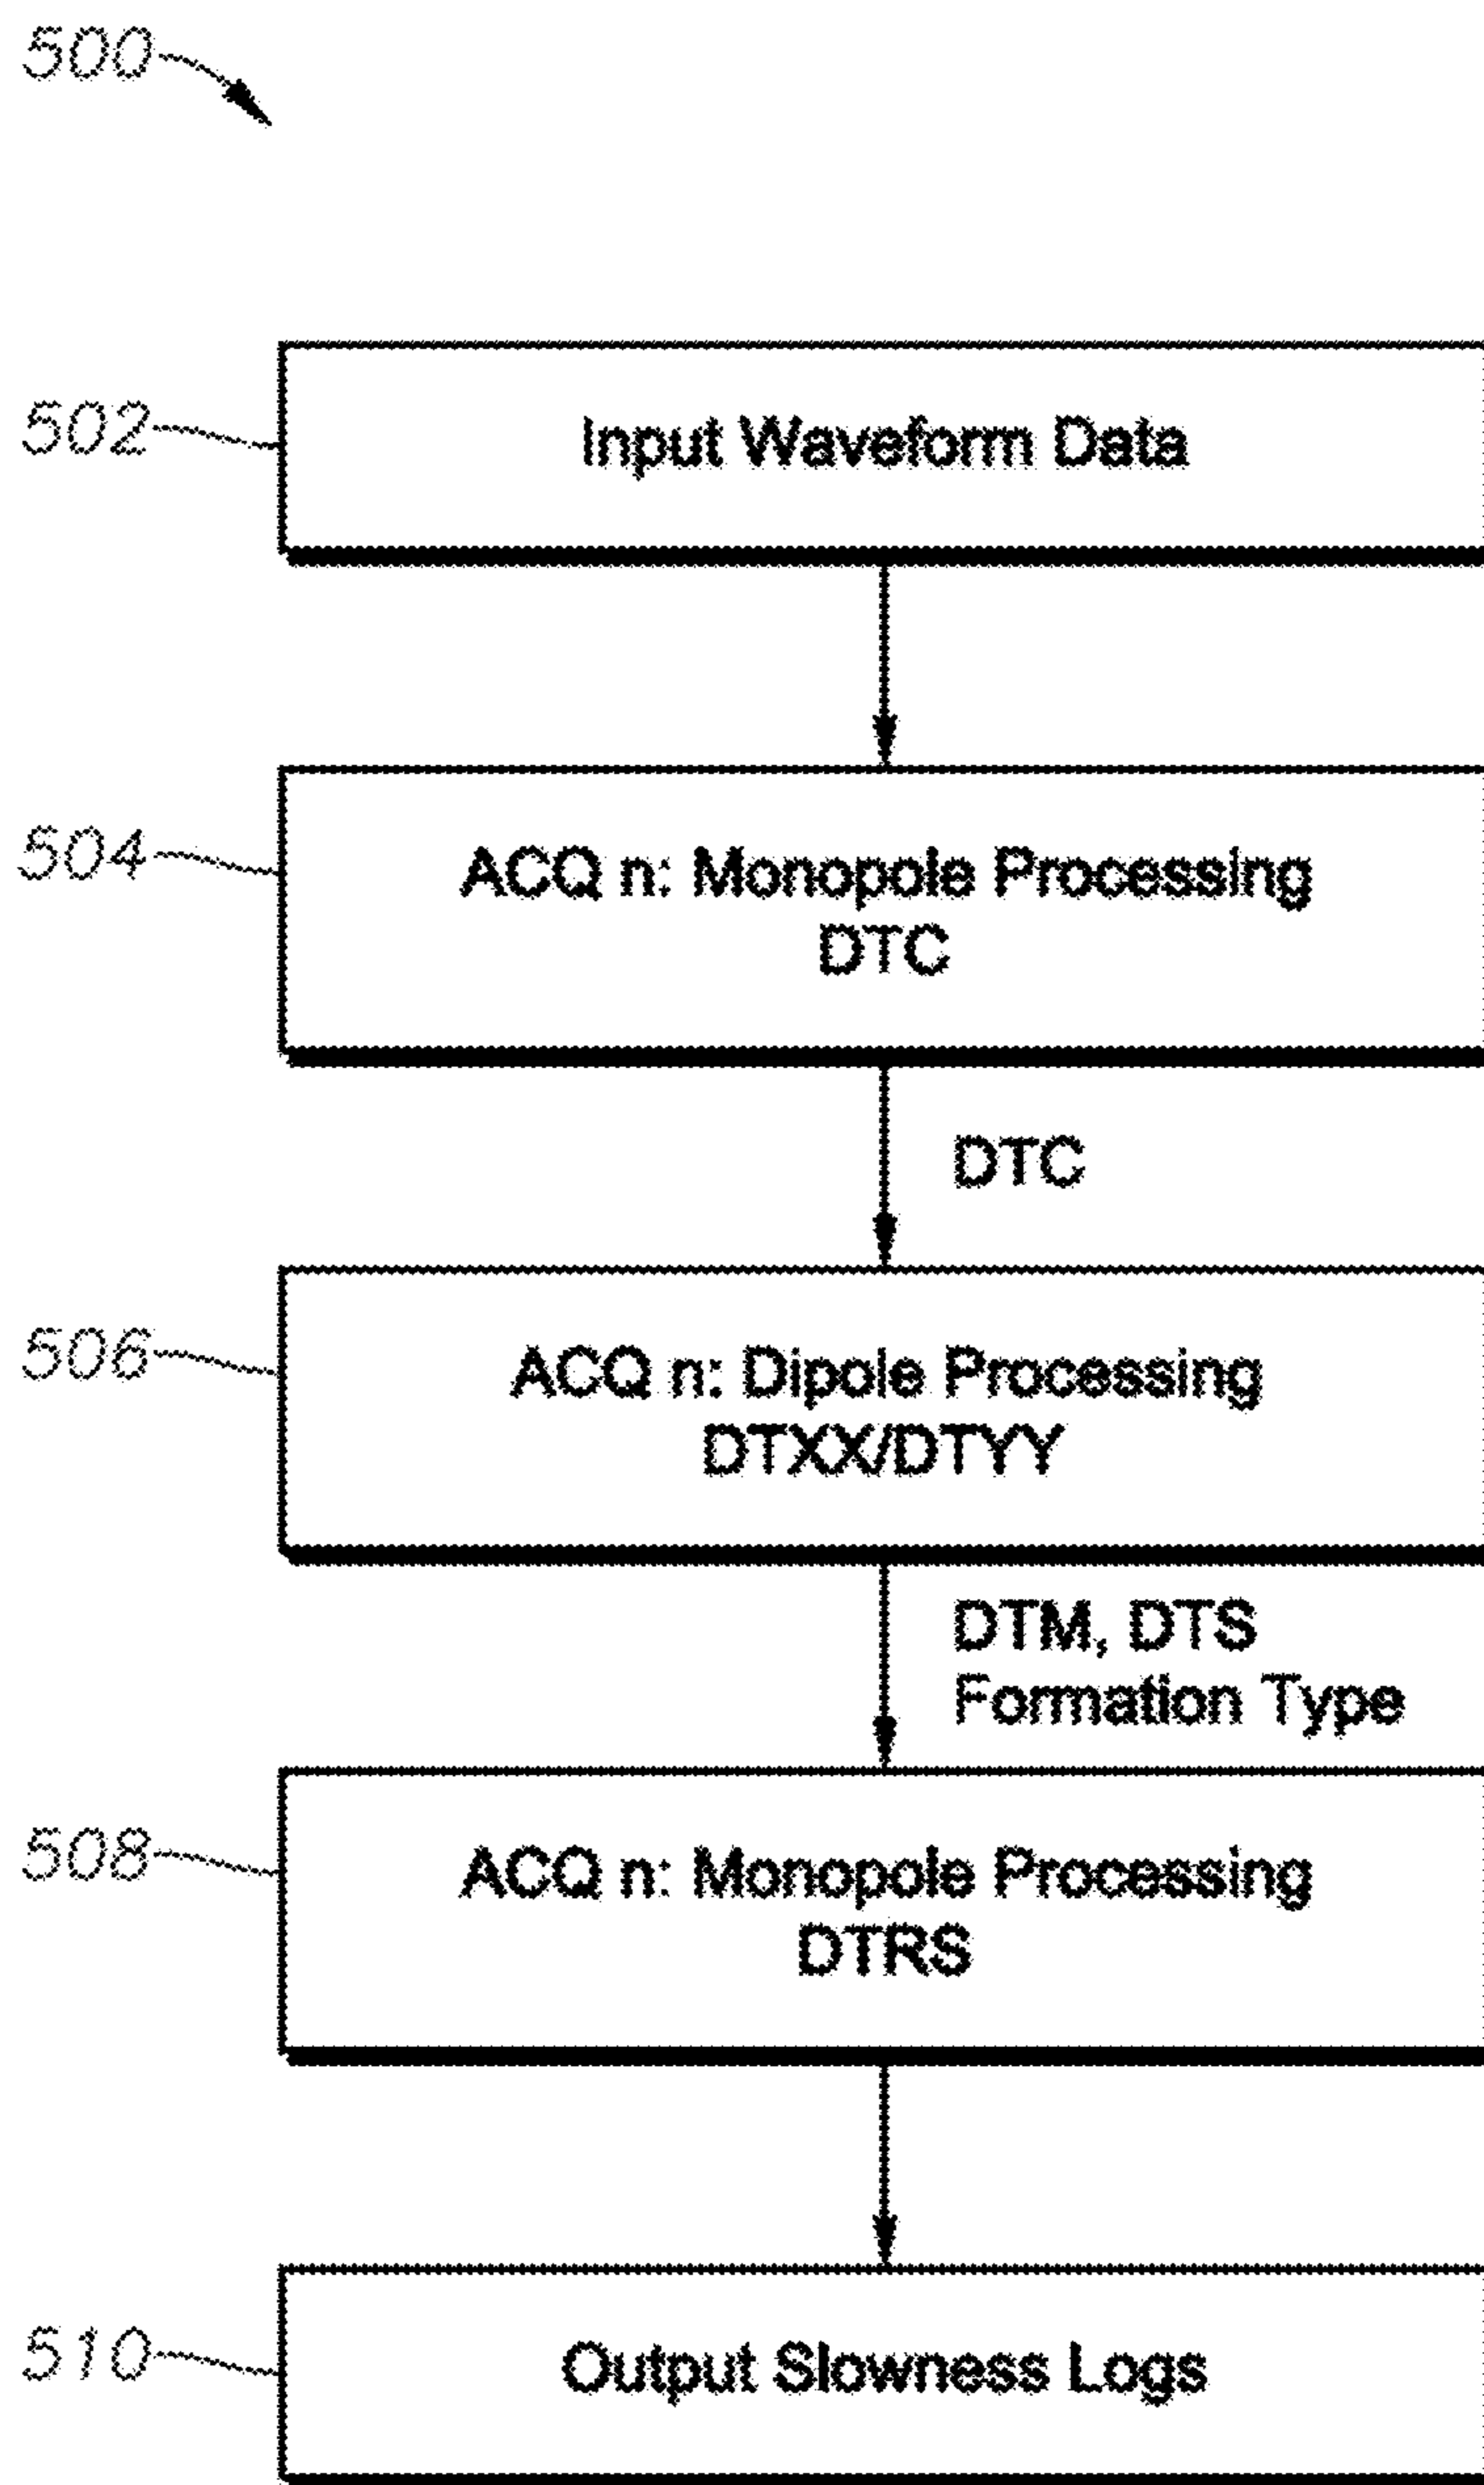 500
502
Input Waveform Data
504
ACQ n: Monopole Processing
DTC
DTC
506
ACQ n: Dipole Processing
DTXX/DTYY
DTM, DTS
Formation Type
508
ACQ n: Monopole Processing
DTRS
510
Output Slowness Logs